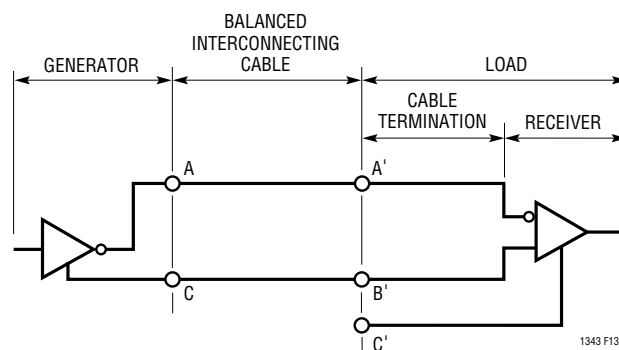 BALANCED
INTERCONNECTING
CABLE
GENERATOR
LOAD
CABLE
TERMINATION
RECEIVER
A
A'
C
B'
C'
1343 F13